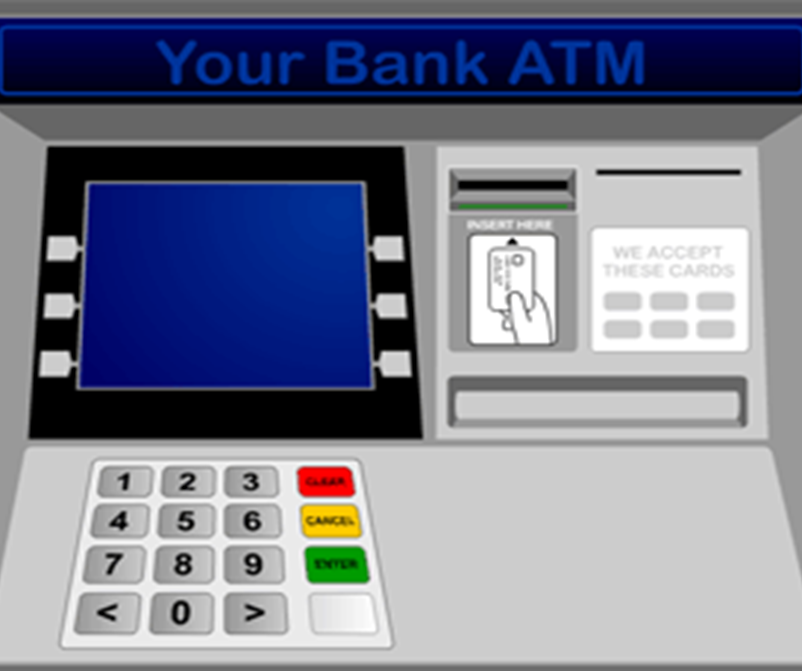 Your Bank ATM
INSERT HERE
WE ACCEPT
THESE CARDS
1 2 3 CLEAR
4 5 6 CANCEL
7 8 9 ENTER
< 0 >